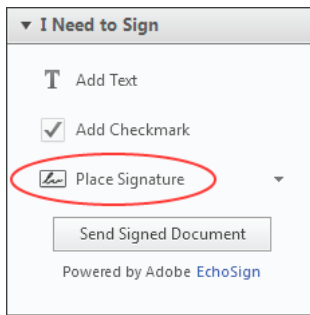 I Need to Sign
T Add Text
Add Checkmark
Place Signature
Send Signed Document
Powered by Adobe EchoSign